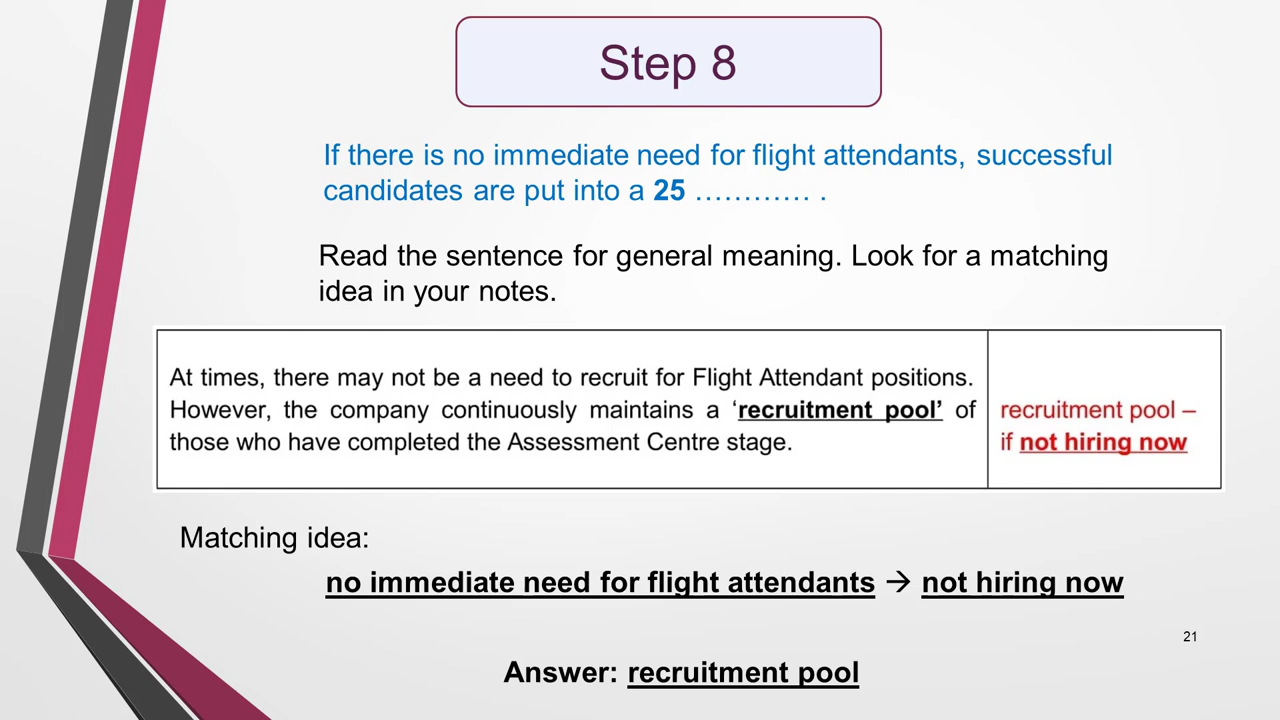 Step 8
If there is no immediate need for flight attendants, successful
candidates are put into a 25 ………… .
Read the sentence for general meaning. Look for a matching
idea in your notes.
At times, there may not be a need to recruit for Flight Attendant positions.
However, the company continuously maintains a ‘recruitment pool’ of
those who have completed the Assessment Centre stage.
recruitment pool –
if not hiring now
Matching idea:
no immediate need for flight attendants → not hiring now
21
Answer: recruitment pool